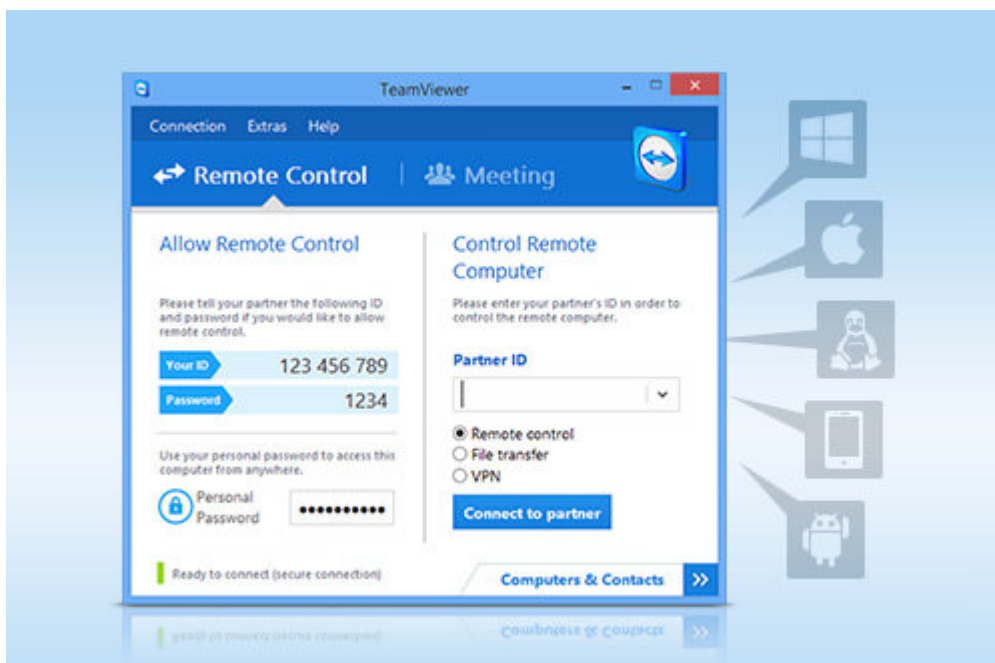 TeamViewer
Connection Extras Help
Remote Control Meeting
Allow Remote Control
Please tell your partner the following ID
and password if you would like to allow
remote control.
Your ID 123 456 789
Password 1234
Use your personal password to access this
computer from anywhere.
Personal
Password ••••••••••
Ready to connect (secure connection)
Control Remote
Computer
Please enter your partner's ID in order to
control the remote computer.
Partner ID
Remote control
File transfer
VPN
Connect to partner
Computers & Contacts